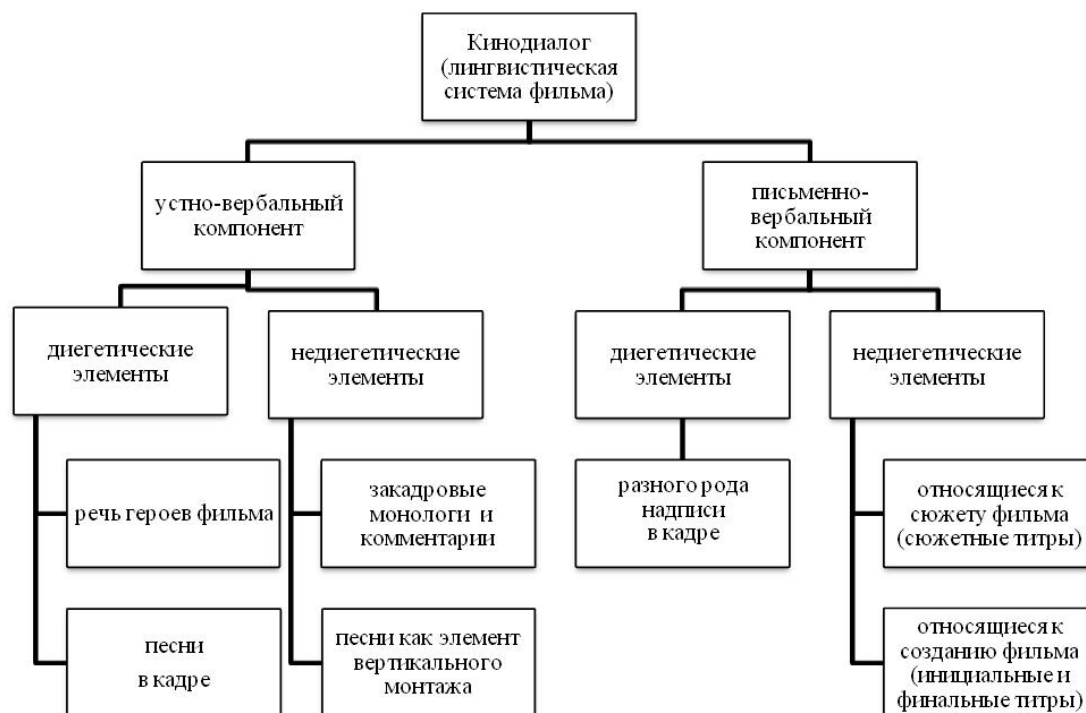 Кинодиалог
(лингвистическая
система фильма)
устно-вербальный
компонент
письменно-
вербальный
компонент
диегетические
элементы
недиегетические
элементы
диегетические
элементы
недиегетические
элементы
речь героев фильма
закадровые
монологи и
комментарии
разного рода
надписи
в кадре
относящиеся к
сюжету фильма
(сюжетные титры)
песни
в кадре
песни как элемент
вертикального
монтажа
относящиеся к
созданию фильма
(инициальные и
финальные титры)